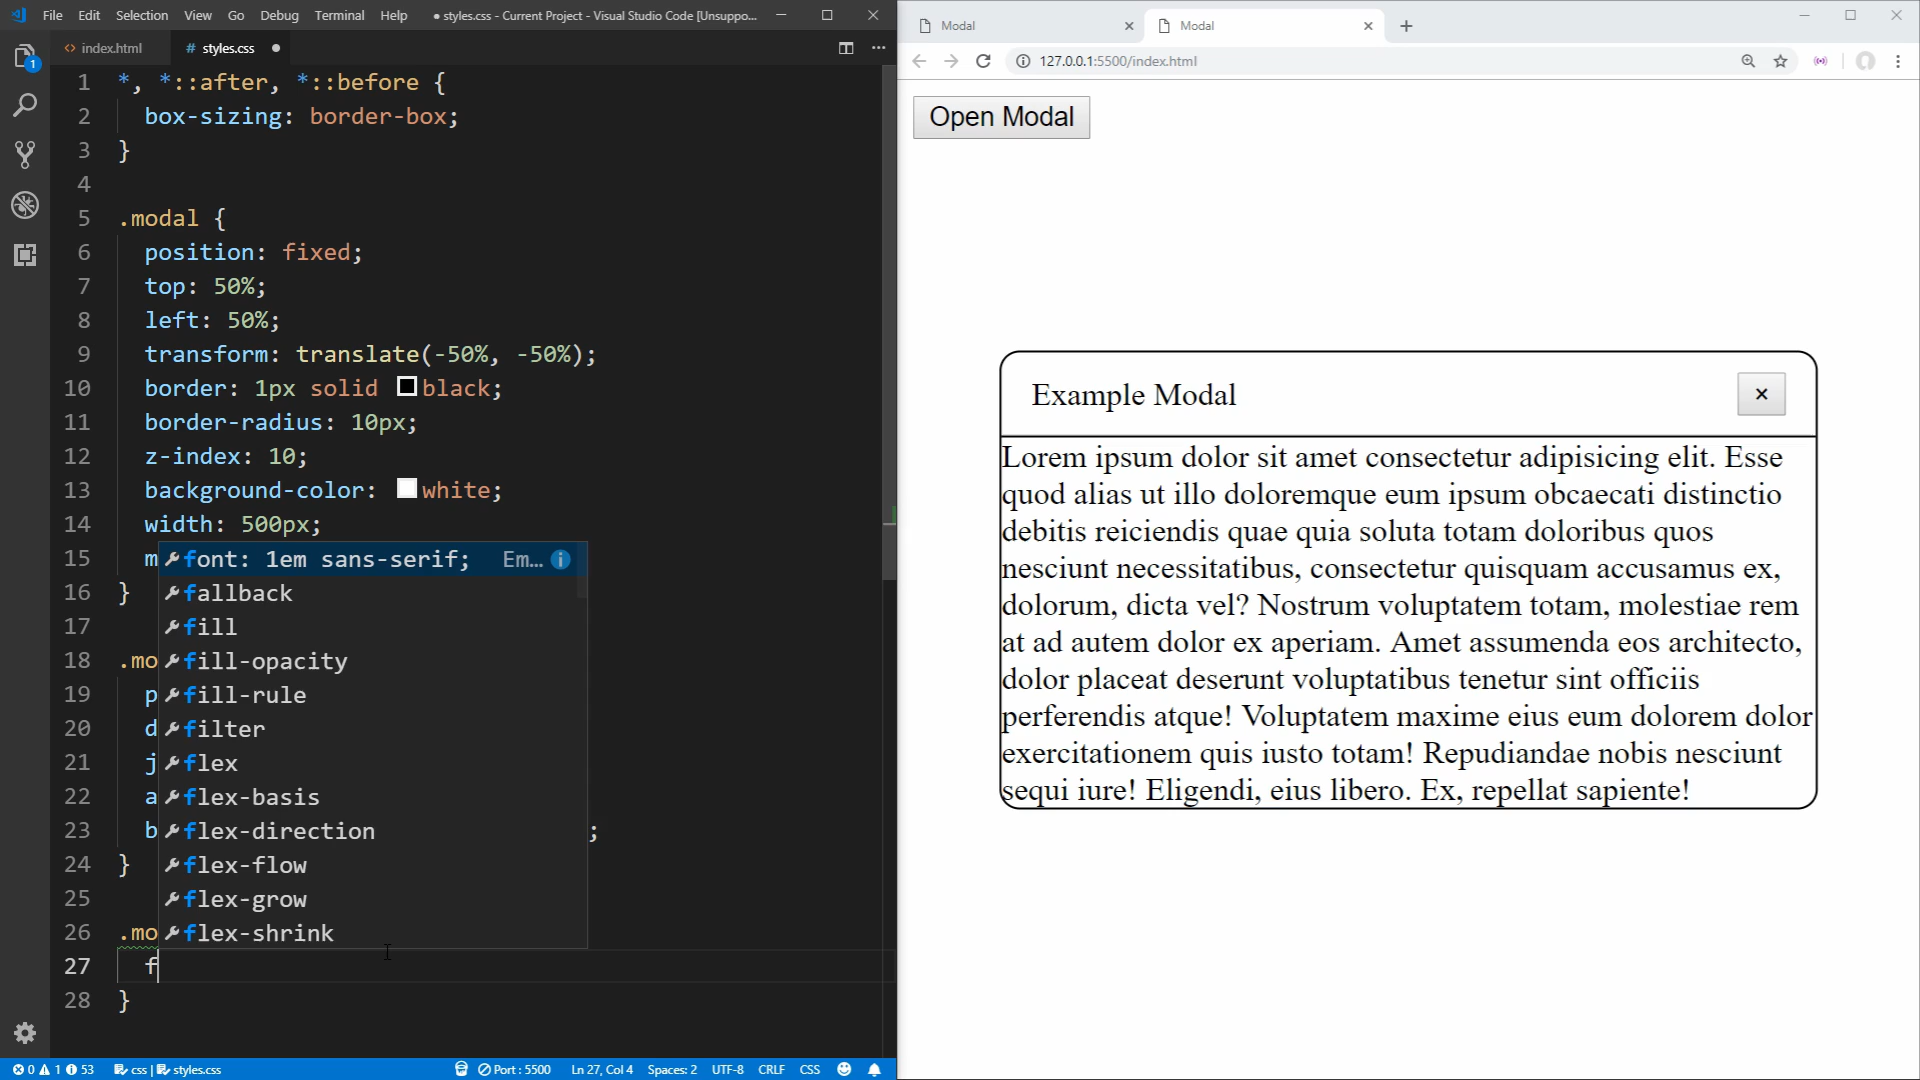 File Edit Selection View Go Debug Terminal Help ● styles.css - Current Project - Visual Studio Code [Unsuppo...
<> index.html # styles.css ●
1 *, *::after, *::before {
2 box-sizing: border-box;
3 }
4
5 .modal {
6 position: fixed;
7 top: 50%;
8 left: 50%;
9 transform: translate(-50%, -50%);
10 border: 1px solid black;
11 border-radius: 10px;
12 z-index: 10;
13 background-color: white;
14 width: 500px;
15 m
font: 1em sans-serif; Em...
16 }
fallback
17
fill
18 .mo
fill-opacity
19 p
fill-rule
20 d
filter
21 j
flex
22 a
flex-basis
23 b ;
flex-direction
24 }
flex-flow
25
flex-grow
26 .mo
flex-shrink
27 f
28 }
1
0 1 53 css | styles.css Port : 5500 Ln 27, Col 4 Spaces: 2 UTF-8 CRLF CSS
Modal × Modal × +
127.0.0.1:5500/index.html
Open Modal
Example Modal ×
Lorem ipsum dolor sit amet consectetur adipisicing elit. Esse
quod alias ut illo doloremque eum ipsum obcaecati distinctio
debitis reiciendis quae quia soluta totam doloribus quos
nesciunt necessitatibus, consectetur quisquam accusamus ex,
dolorum, dicta vel? Nostrum voluptatem totam, molestiae rem
at ad autem dolor ex aperiam. Amet assumenda eos architecto,
dolor placeat deserunt voluptatibus tenetur sint officiis
perferendis atque! Voluptatem maxime eius eum dolorem dolor
exercitationem quis iusto totam! Repudiandae nobis nesciunt
sequi iure! Eligendi, eius libero. Ex, repellat sapiente!